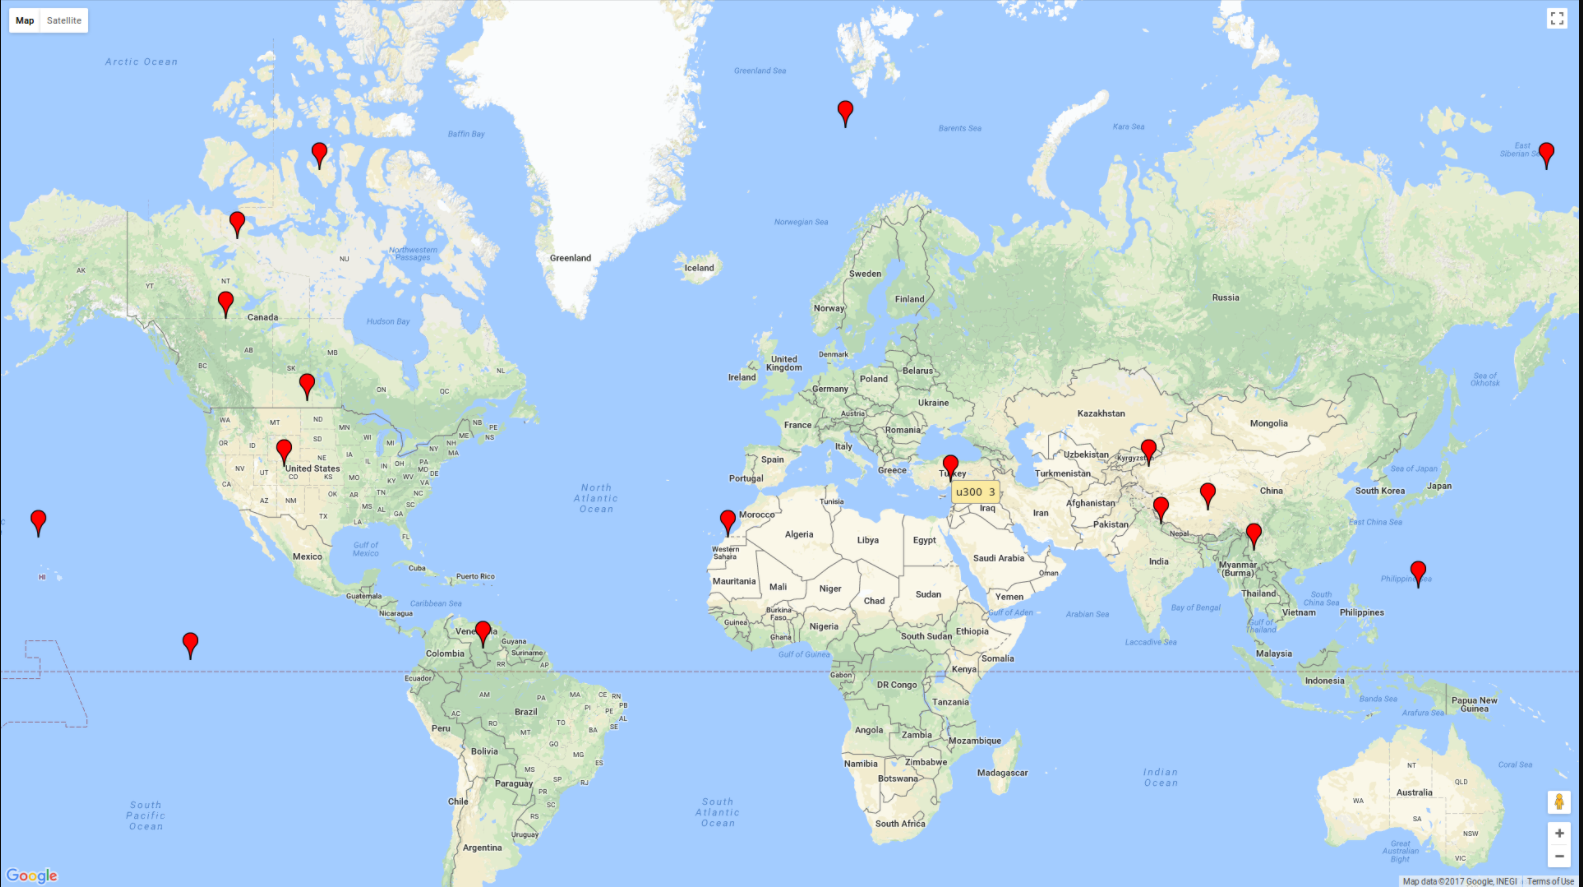 Map Satellite
Arctic Ocean
Greenland Sea
Baffin Bay
Barents Sea
Kara Sea
East
Siberian Sea
Norwegian Sea
Northwestern
Passages
Greenland
Iceland
AK
YT
NT
NU
Canada
Hudson Bay
Sweden
Finland
Norway
Russia
BC
AB
SK
MB
ON
QC
NL
NB
PE
NS
United
Kingdom
Ireland
Denmark
Belarus
Poland
Germany
Ukraine
Austria
France
Romania
Italy
Spain
Portugal
Greece
Turkey
Kazakhstan
Mongolia
Sea of
Okhotsk
Uzbekistan
Kyrgyzstan
Turkmenistan
Afghanistan
China
Sea of Japan
South Korea
Japan
East China Sea
WA
MT
ND
MN
OR
ID
SD
WI
MI
NH
MA
ME
NE
IA
NV
UT
United States
CO
KS
MO
IL
IN
OH
PA
MD
DE
CA
AZ
NM
OK
AR
TN
KY
WV
VA
NC
SC
TX
LA
MS
AL
GA
FL
North
Atlantic
Ocean
u300 3
Tunisia
Morocco
Algeria
Libya
Egypt
Iraq
Iran
Pakistan
Nepal
India
Western
Sahara
Saudi Arabia
Oman
Yemen
Gulf of Aden
Arabian Sea
Bay of Bengal
Myanmar
(Burma)
Thailand
Vietnam
Gulf of
Thailand
South
China Sea
Philippines
Philippine Sea
Laccadive Sea
Malaysia
Indonesia
HI
Mexico
Gulf of
Mexico
Cuba
Puerto Rico
Guatemala
Caribbean Sea
Nicaragua
Venezuela
Guyana
Suriname
Colombia
Ecuador
RR
AP
AM
PA
MA
CE
RN
PB
PE
AL
SE
PI
TO
BA
AC
RO
MT
GO
MG
ES
MS
SP
RJ
PR
SC
RS
Brazil
Peru
Bolivia
Paraguay
Chile
Uruguay
Argentina
Mauritania
Mali
Niger
Chad
Sudan
Burkina
Faso
Guinea
Ghana
Nigeria
South Sudan
Ethiopia
Somalia
Gulf of Guinea
Gabon
DR Congo
Kenya
Tanzania
Angola
Zambia
Mozambique
Namibia
Zimbabwe
Botswana
Madagascar
South Africa
South
Pacific
Ocean
South
Atlantic
Ocean
Indian
Ocean
Banda Sea
Arafura Sea
Papua New
Guinea
Coral Sea
NT
QLD
WA
Australia
SA
NSW
VIC
Great
Australian
Bight
Google
Map data ©2017 Google, INEGI Terms of Use